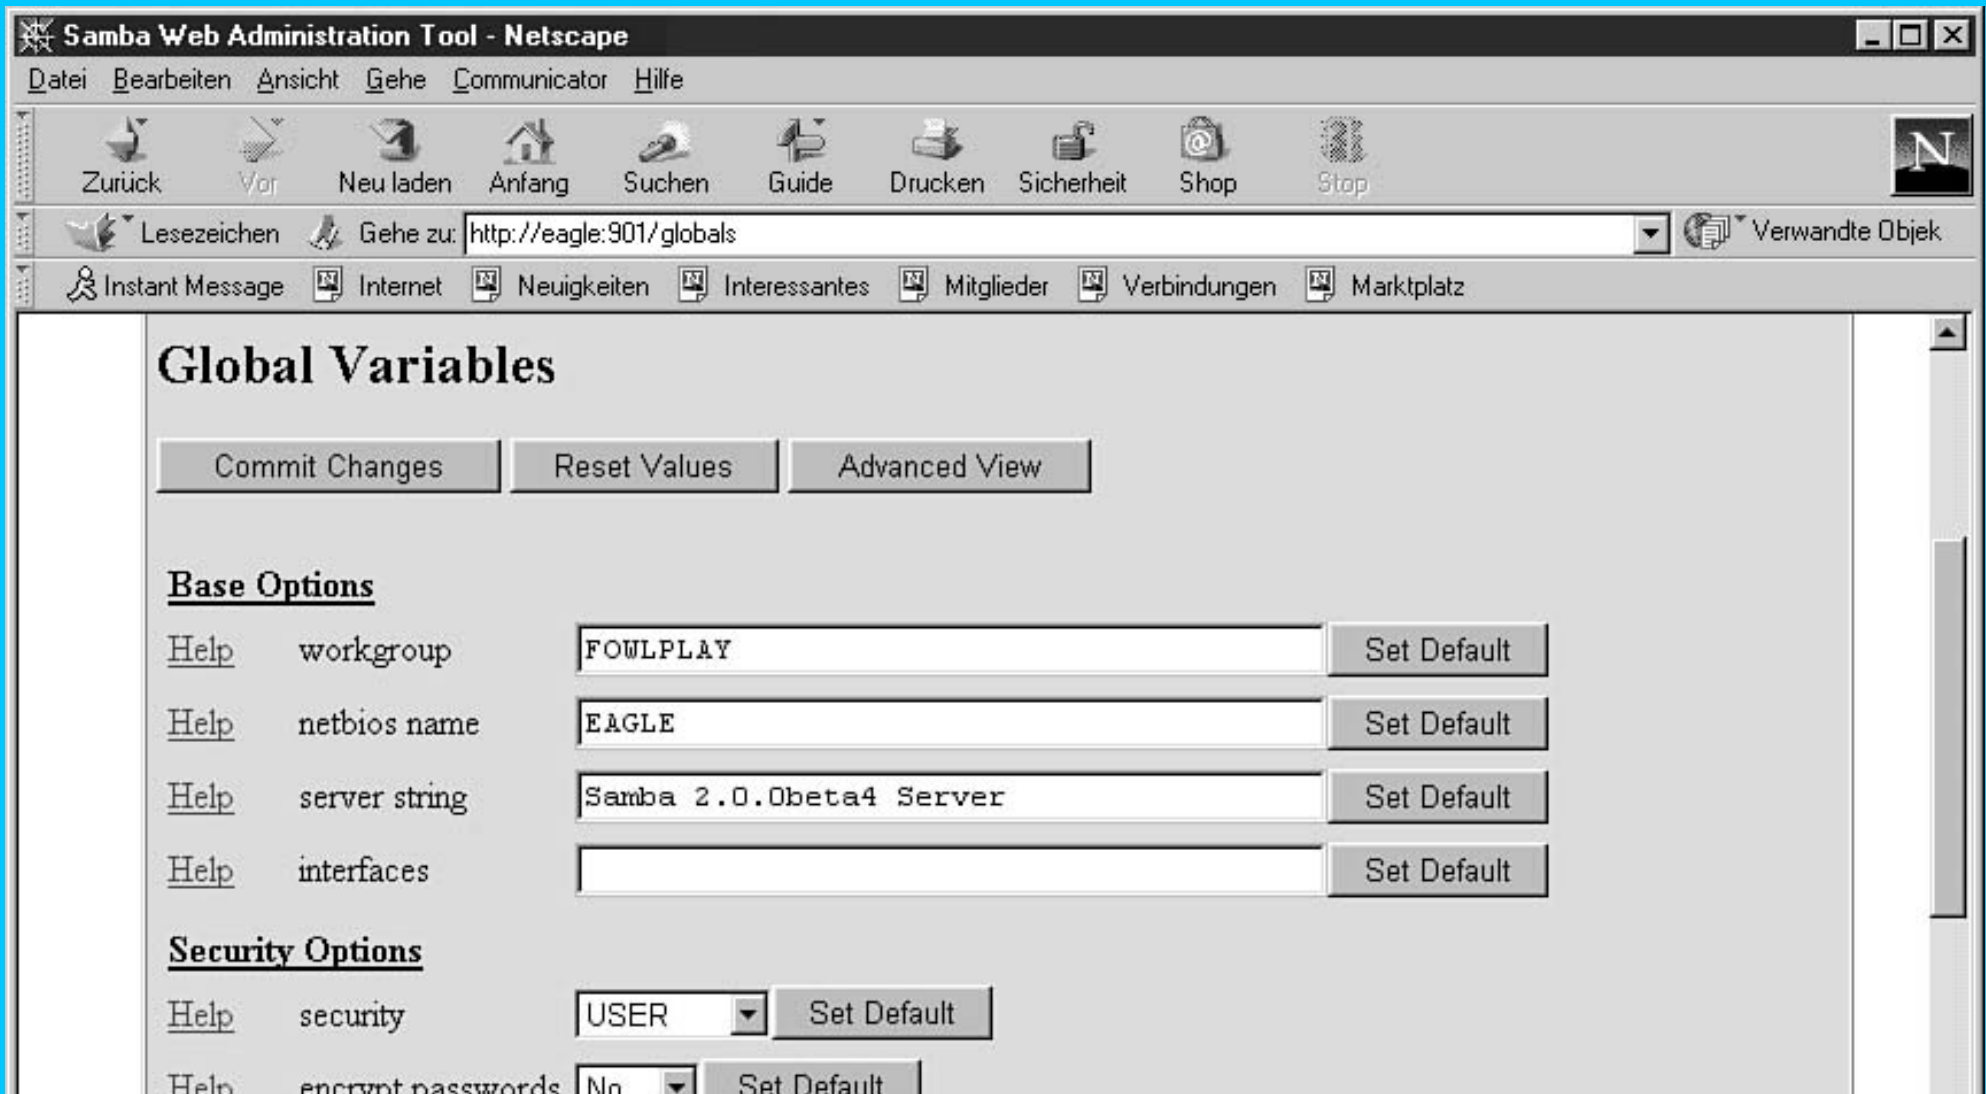 Samba Web Administration Tool - Netscape
Datei Bearbeiten Ansicht Gehe Communicator Hilfe
N
Zurück Vor Neu laden Anfang Suchen Guide Drucken Sicherheit Shop Stop
Lesezeichen Gehe zu: http://eagle:901/globals Verwandte Objek
Instant Message Internet Neuigkeiten Interessantes Mitglieder Verbindungen Marktplatz
Global Variables
Commit Changes Reset Values Advanced View
Base Options
Help workgroup FOWLPLAY Set Default
Help netbios name EAGLE Set Default
Help server string Samba 2.0.0beta4 Server Set Default
Help interfaces Set Default
Security Options
Help security USER Set Default
Help encrypt passwords No Set Default